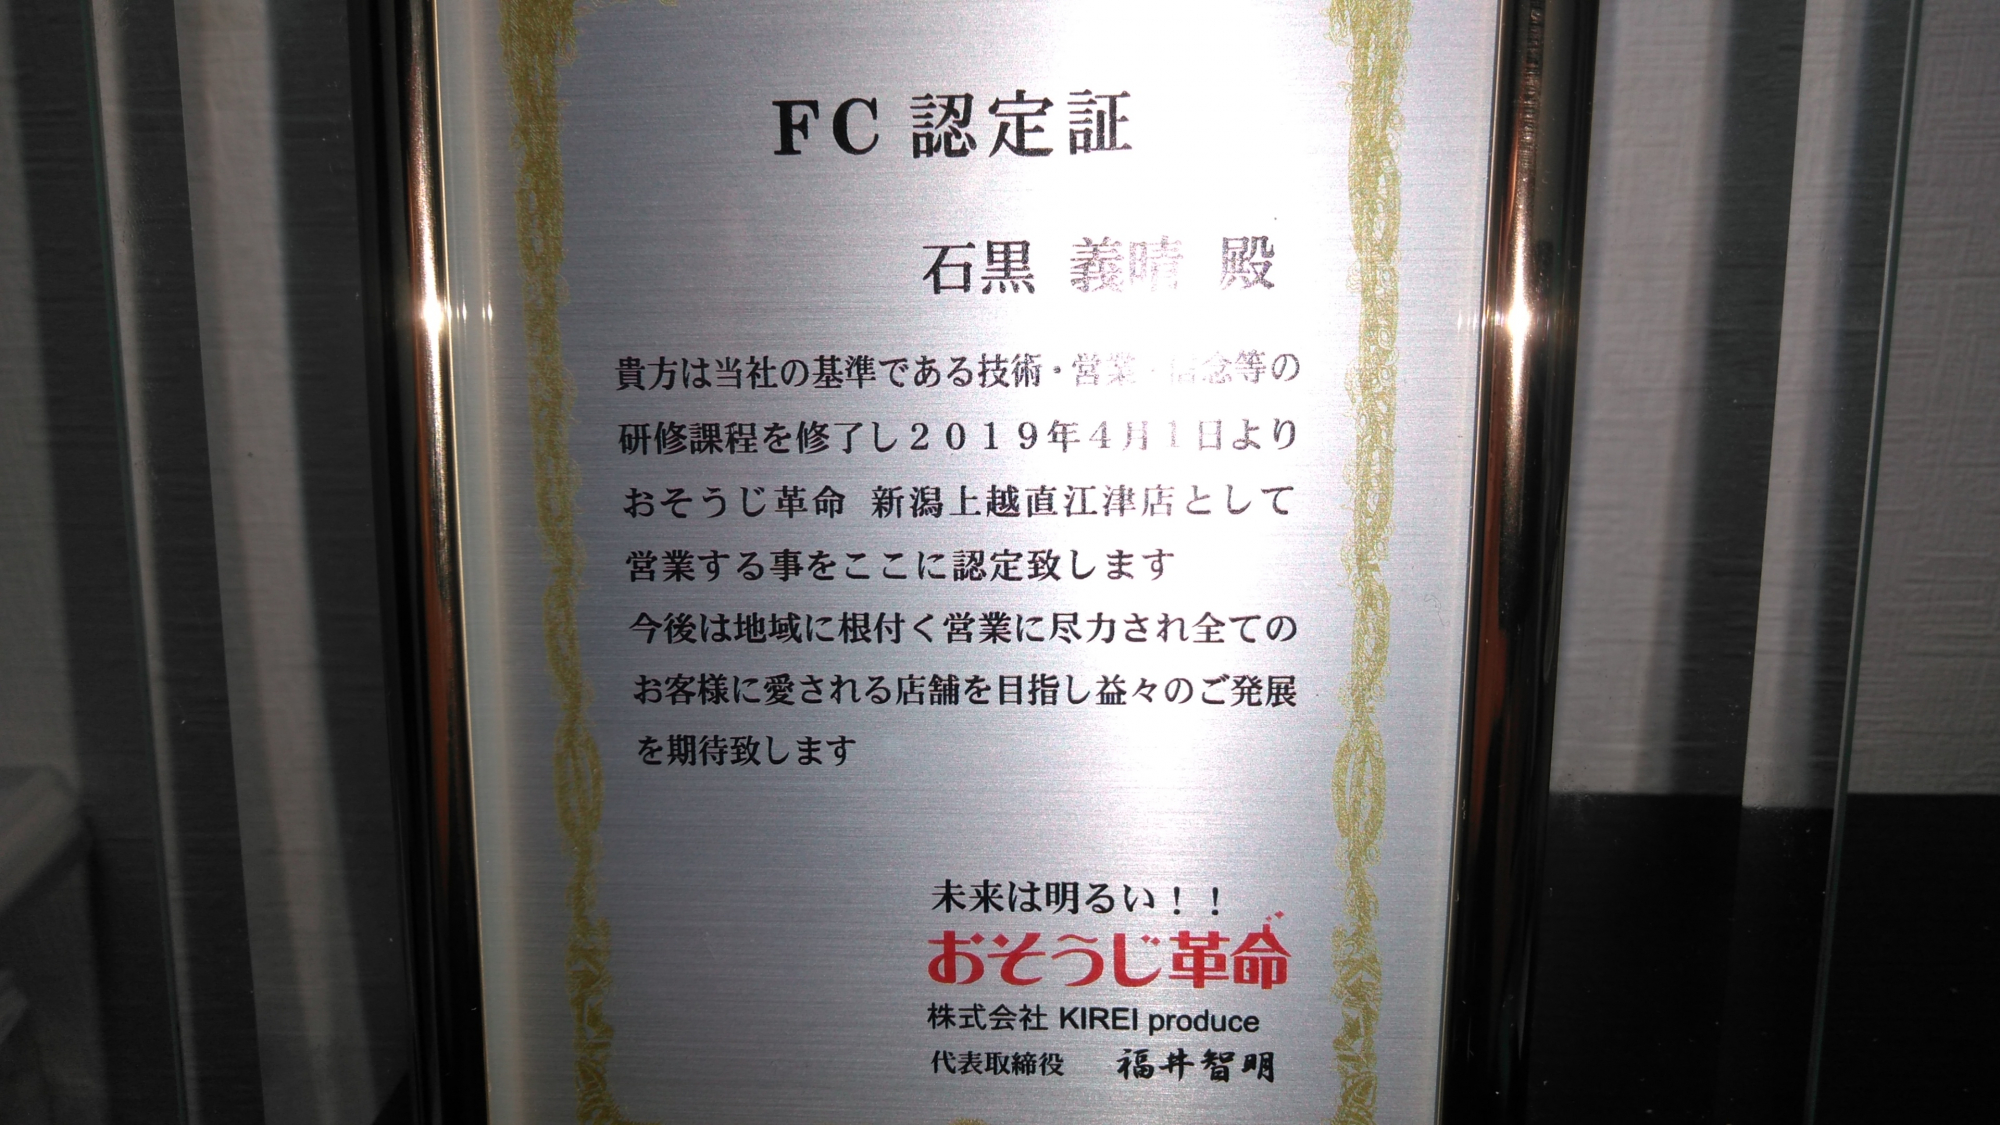 FC 認定証
石黒 義晴 殿
貴方は当社の基準である技術・営業・信念等の
研修課程を修了し2019年4月1日より
おそうじ革命 新潟上越直江津店として
営業する事をここに認定致します
今後は地域に根付く営業に尽力され全ての
お客様に愛される店舗を目指し益々のご発展
を期待致します
未来は明るい！！
おそうじ革命
株式会社 KIREI produce
代表取締役 福井智明